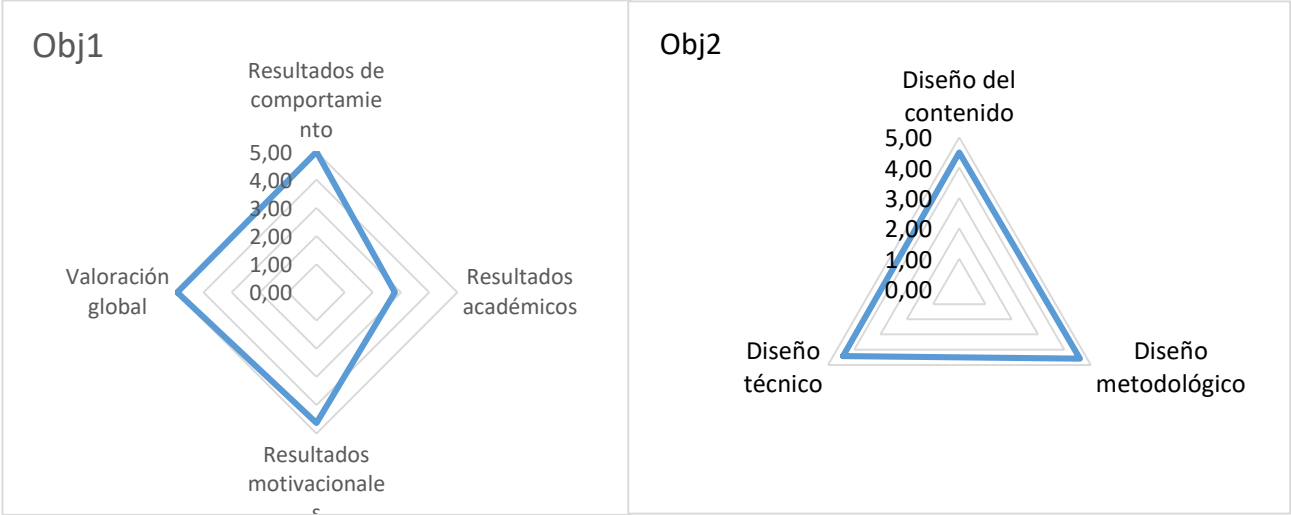 Obj1
Resultados de
comportamie
nto
5,00
4,00
3,00
2,00
1,00
0,00
Valoración
global
Resultados
académicos
Resultados
motivacionale
s
Obj2
Diseño del
contenido
5,00
4,00
3,00
2,00
1,00
0,00
Diseño
técnico
Diseño
metodológico